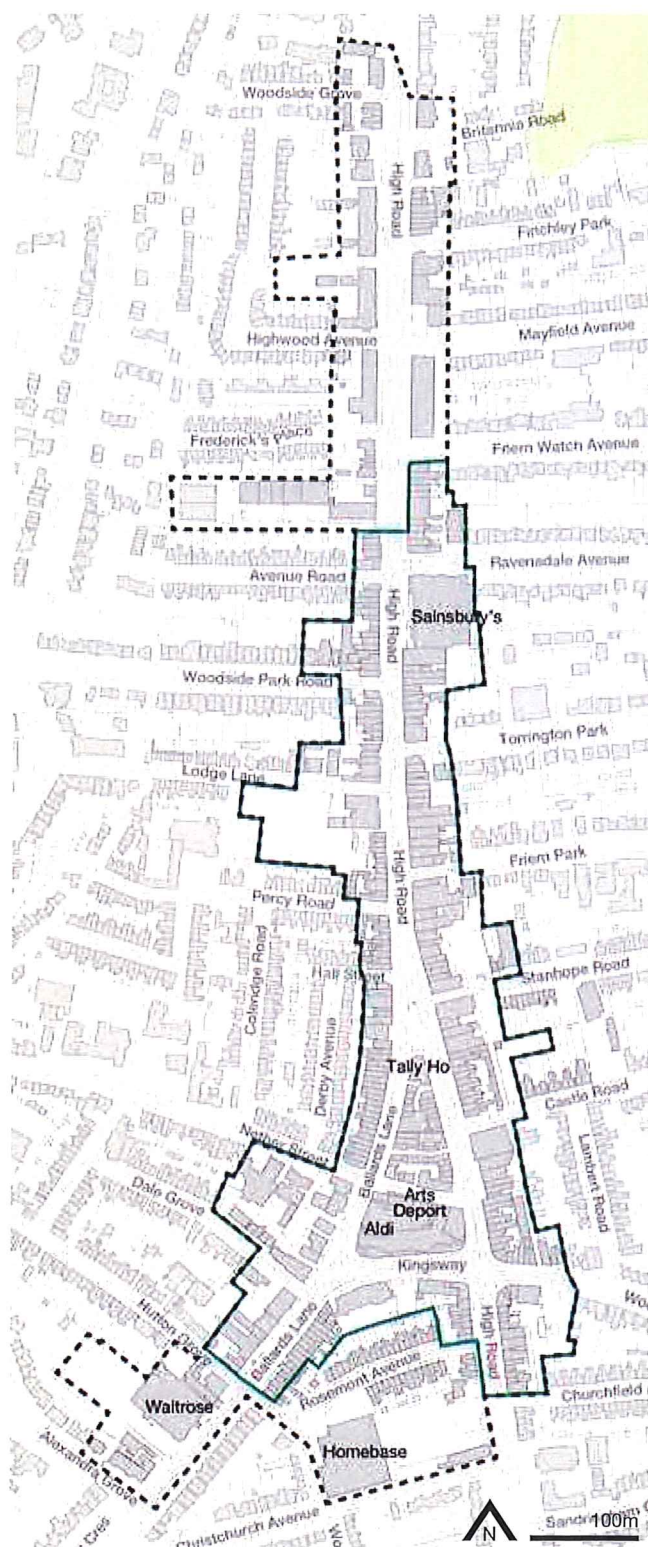 Woodside Grove
Britannia Road
High Road
Finchley Park
Highwood Avenue
Mayfield Avenue
Frederick's Place
Friern Watch Avenue
Avenue Road
Ravensdale Avenue
High Road
Sainsbury's
Woodside Park Road
Torrington Park
Lodge Lane
High Road
Friern Park
Percy Road
Coleridge Road
Hall Street
Stanhope Road
Derby Avenue
Tally Ho
Castle Road
Ballards Lane
Nether Street
Lambert Road
Dale Grove
Arts
Deport
Aldi
Kingsway
Hutton Grove
Ballards Lane
High Road
Rosemont Avenue
Churchfield
Waltrose
Alexandra Grove
Homebase
Christchurch Avenue
Cres
N
100m